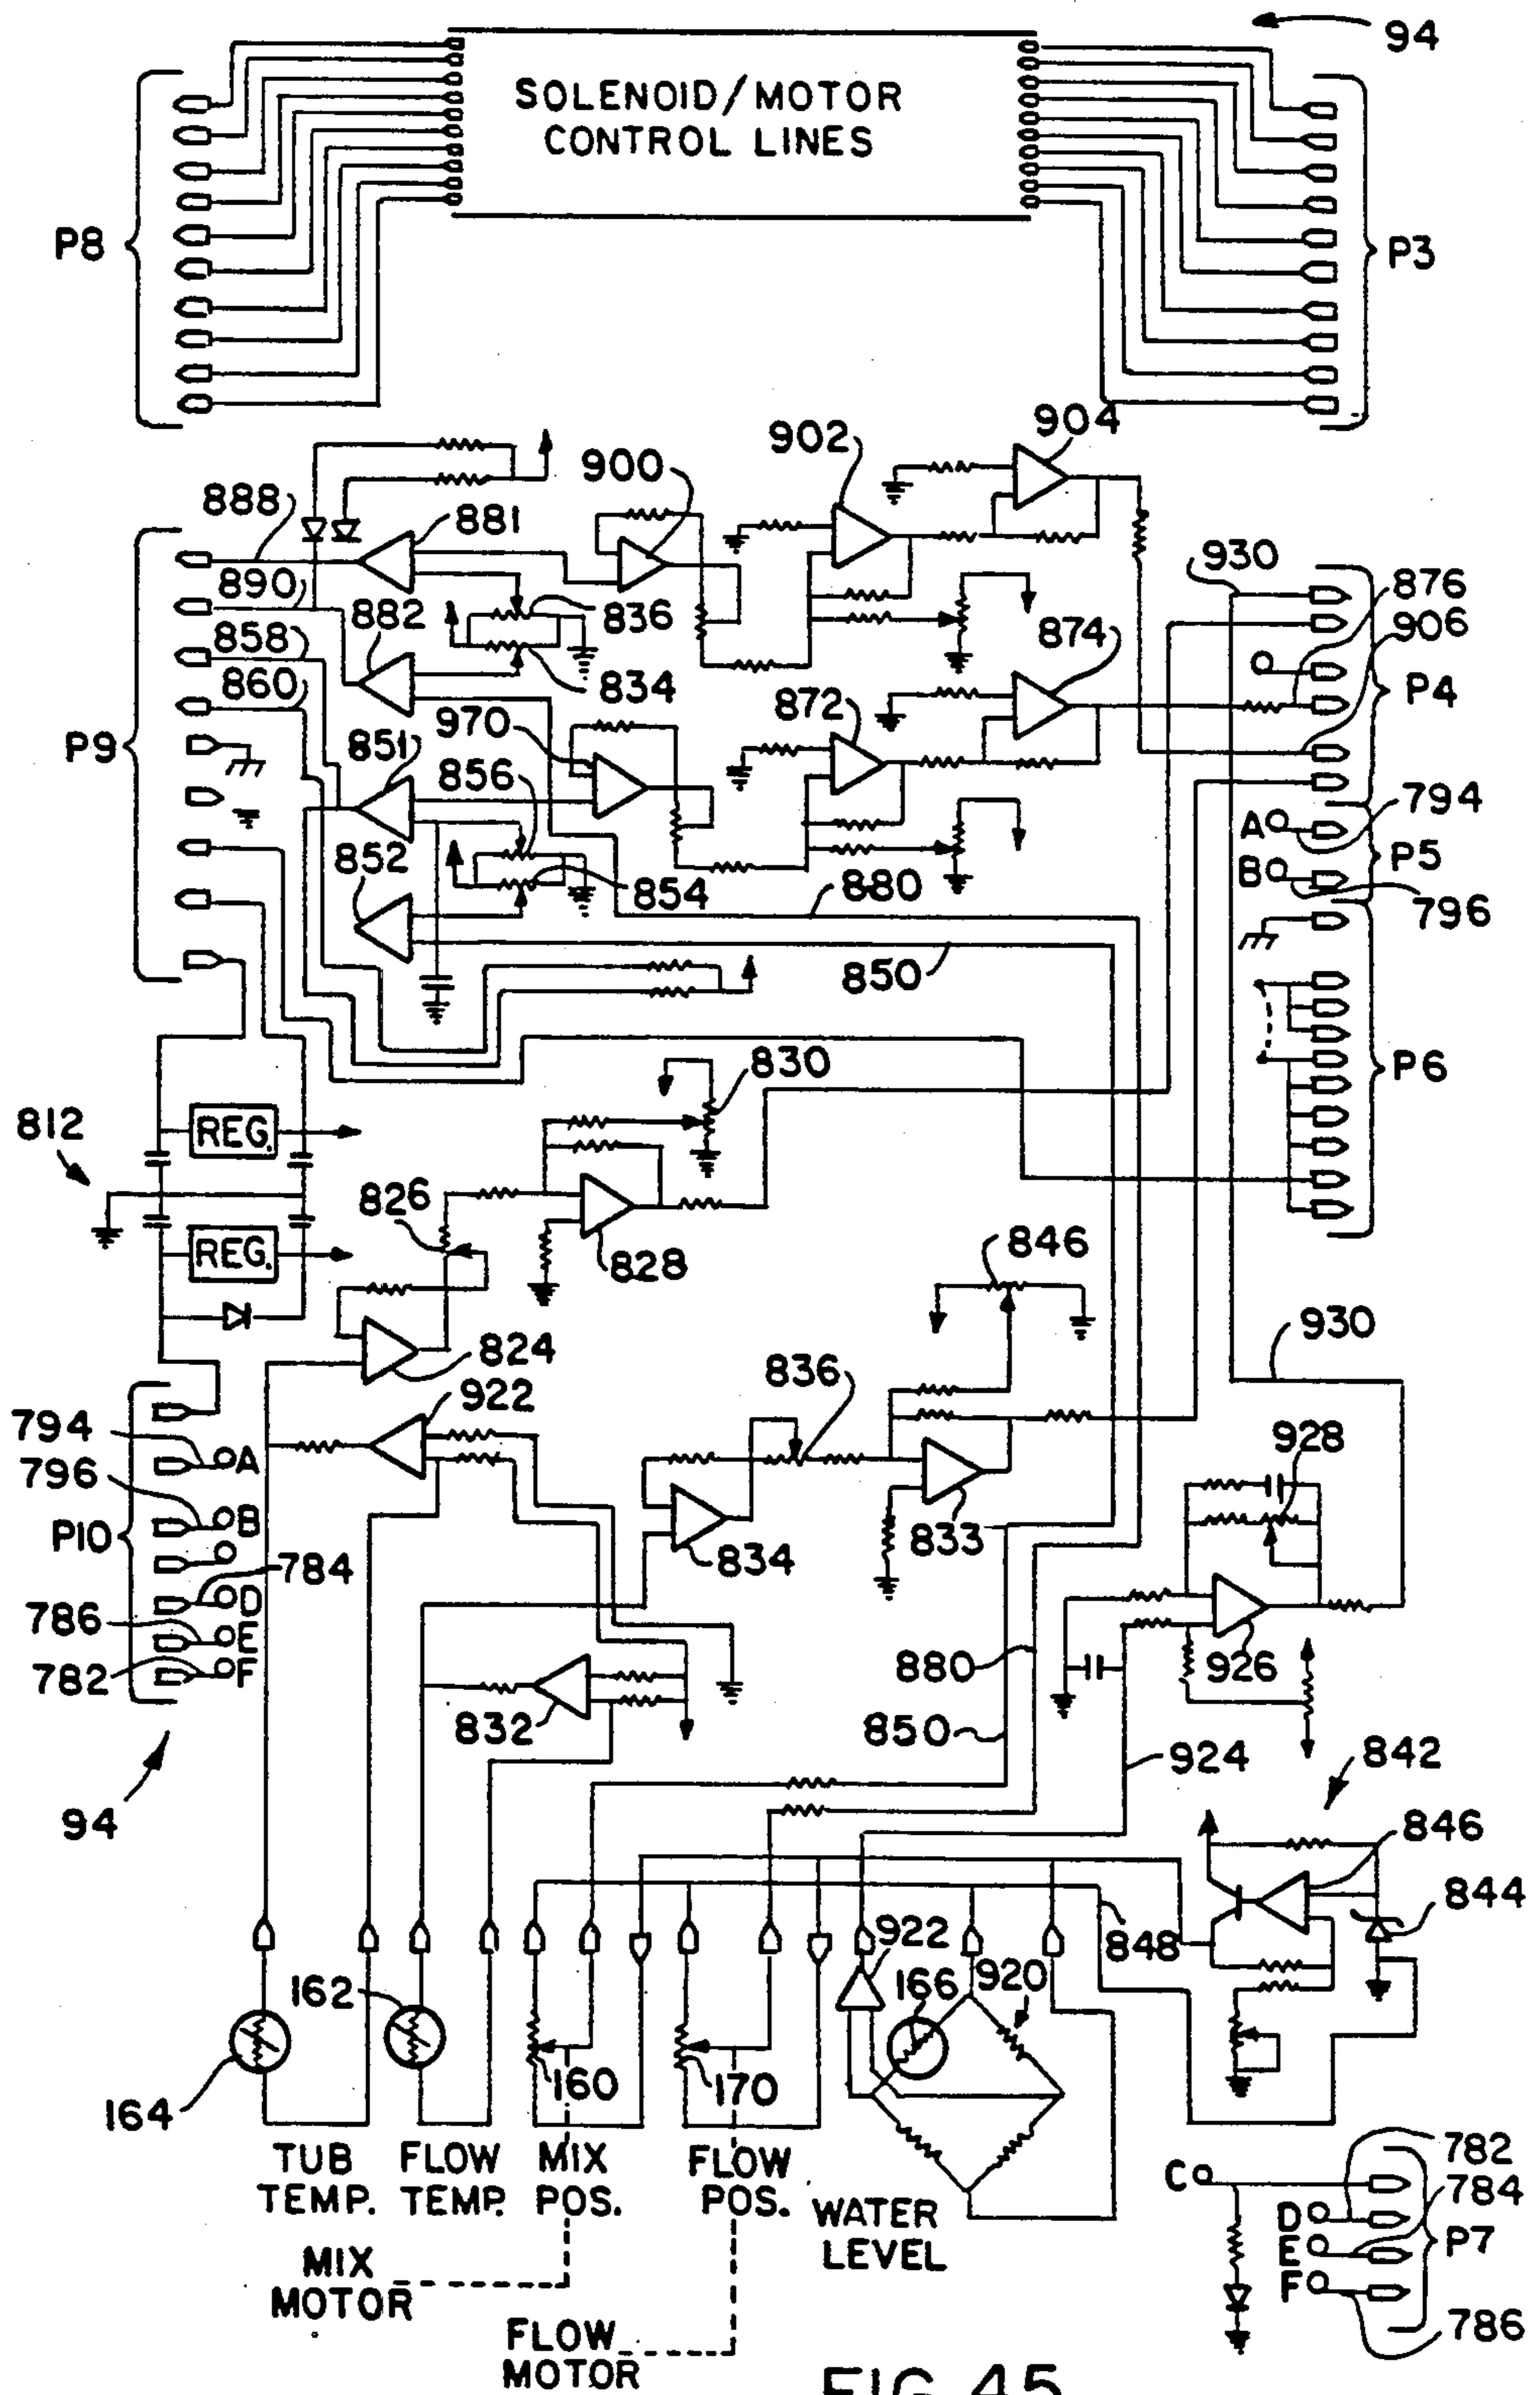 94
SOLENOID/MOTOR
CONTROL LINES
P8
P3
904
902
900
888
881
930
876
890
836
906
882
874
858
834
P4
860
872
P9
970
851
856
794
A
P5
852
B
854
880
796
850
P6
830
812
REG.
826
REG.
828
846
930
824
836
922
794
928
A
796
B
P10
833
834
784
D
786
E
880
926
782
F
832
850
924
842
94
846
844
922
848
162
920
166
160
170
164
TUB
TEMP.
FLOW
TEMP.
MIX
POS.
FLOW
POS.
WATER
LEVEL
782
C
784
D
E
P7
F
786
MIX
MOTOR
FLOW
MOTOR
FIG. 45